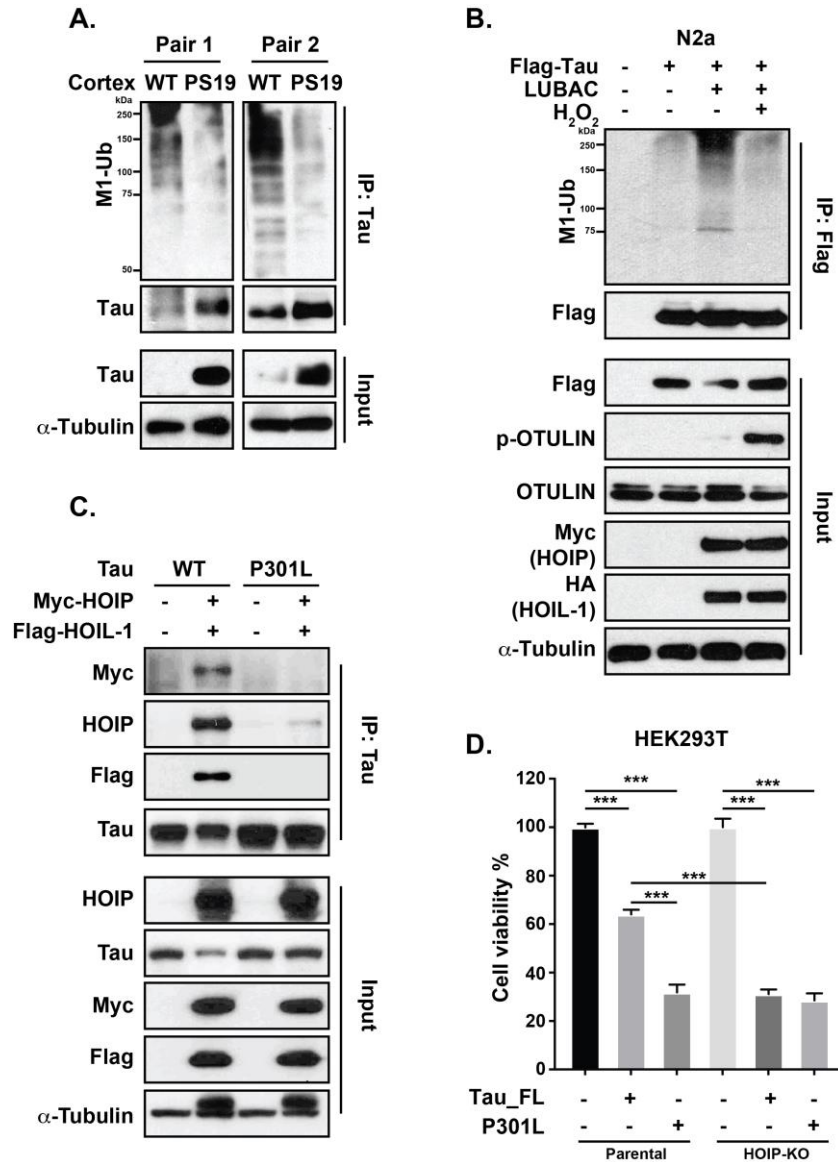 A.
Pair 1 Pair 2
Cortex WT PS19 WT PS19
kDa
250
150
100
75
50
M1-Ub
IP: Tau
Tau
Tau
α-Tubulin
Input
B.
N2a
Flag-Tau - + + +
LUBAC - - + +
H2O2 - - - +
kDa
250
150
100
75
M1-Ub
IP: Flag
Flag
Flag
p-OTULIN
OTULIN
Myc
(HOIP)
HA
(HOIL-1)
α-Tubulin
Input
C.
Tau WT P301L
Myc-HOIP - + - +
Flag-HOIL-1 - + - +
Myc
HOIP
Flag
Tau
IP: Tau
HOIP
Tau
Myc
Flag
α-Tubulin
Input
D.
HEK293T
Cell viability %
120
100
80
60
40
20
0
*** ***
*** ***
***
***
Tau_FL - + - - + -
P301L - - + - - +
Parental HOIP-KO